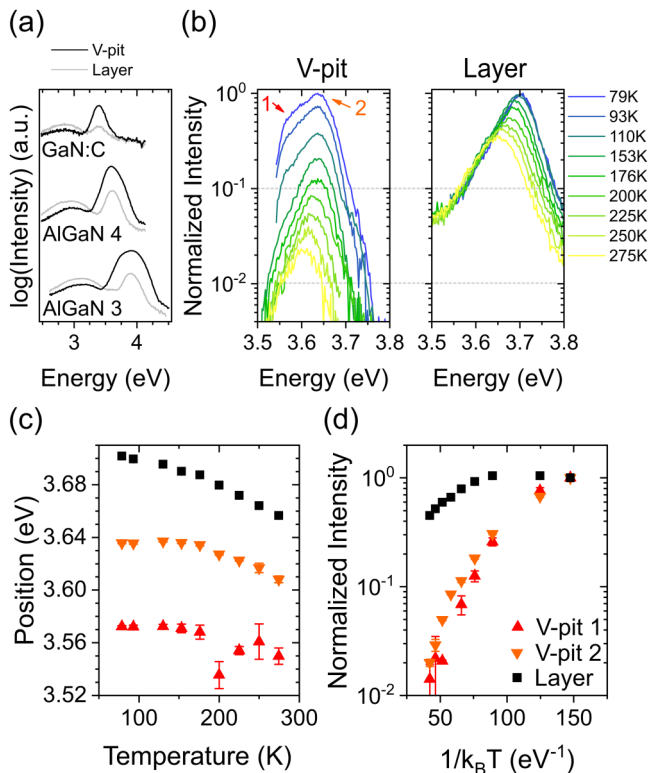 (a)
V-pit
Layer
log(Intensity) (a.u.)
GaN:C
AlGaN 4
AlGaN 3
3 4
Energy (eV)
(b)
V-pit Layer
Normalized Intensity
10⁰
10⁻¹
10⁻²
1
2
3.5 3.6 3.7 3.8
Energy (eV)
3.5 3.6 3.7 3.8
Energy (eV)
79K
93K
110K
153K
176K
200K
225K
250K
275K
(c)
Position (eV)
3.68
3.64
3.60
3.56
3.52
100 150 200 250 300
Temperature (K)
(d)
Normalized Intensity
10⁰
10⁻¹
10⁻²
V-pit 1
V-pit 2
Layer
50 100 150
1/k_BT (eV⁻¹)